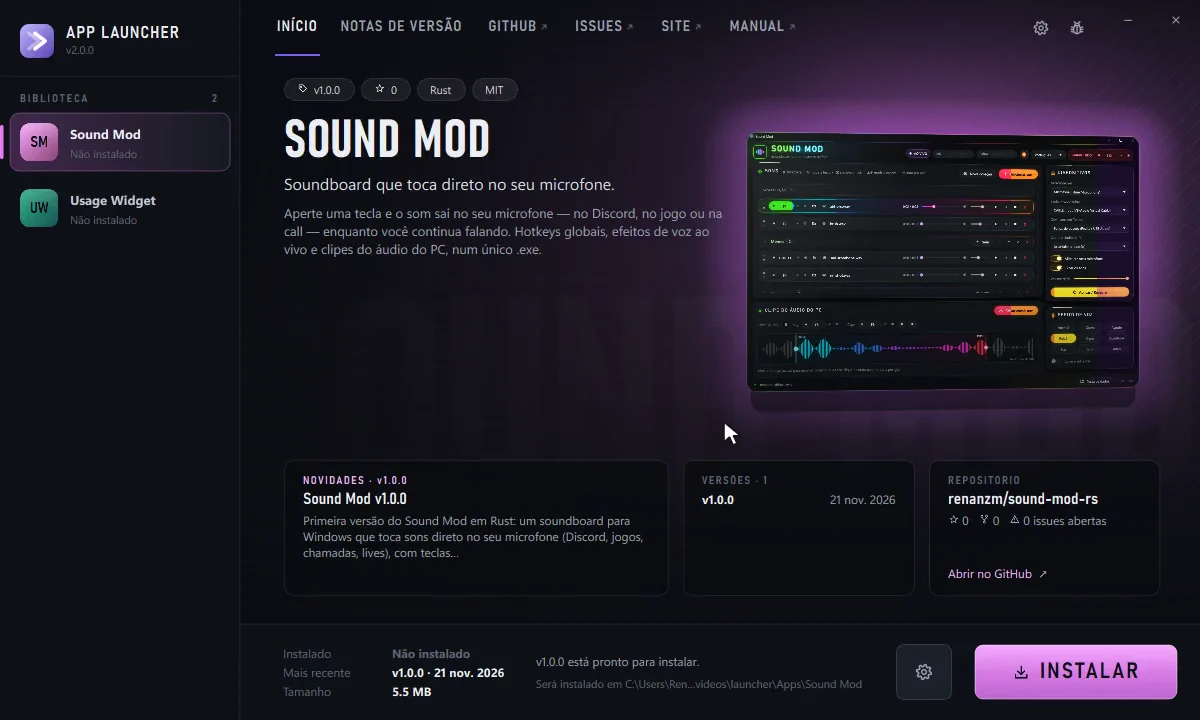 APP LAUNCHER
v2.0.0
BIBLIOTECA 2
SM
Sound Mod
Não instalado
UW
Usage Widget
Não instalado
INÍCIO NOTAS DE VERSÃO GITHUB ↗ ISSUES ↗ SITE ↗ MANUAL ↗
v1.0.0 0 Rust MIT
SOUND MOD
Soundboard que toca direto no seu microfone.
Aperte uma tecla e o som sai no seu microfone — no Discord, no jogo ou na
call — enquanto você continua falando. Hotkeys globais, efeitos de voz ao
vivo e clipes do áudio do PC, num único .exe.
SOUND MOD
CLIPE DO ÁUDIO DO PC
NOVIDADES · v1.0.0
Sound Mod v1.0.0
Primeira versão do Sound Mod em Rust: um soundboard para
Windows que toca sons direto no seu microfone (Discord, jogos,
chamadas, lives), com teclas...
VERSÕES · 1
v1.0.0 21 nov. 2026
REPOSITÓRIO
renanzm/sound-mod-rs
0 0 0 issues abertas
Abrir no GitHub ↗
Instalado Não instalado
Mais recente v1.0.0 · 21 nov. 2026
Tamanho 5.5 MB
v1.0.0 está pronto para instalar.
Será instalado em C:\Users\Ren...videos\launcher\Apps\Sound Mod
INSTALAR